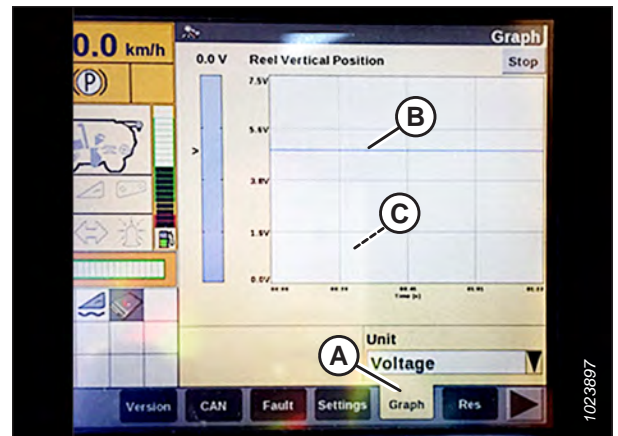 0.0 km/h
(P)
Graph
0.0 V
Reel Vertical Position
Stop
7.5V
5.6V
V
3.8V
1.9V
0.0V
Time [s]
B
C
A
Unit
Voltage
Version
CAN
Fault
Settings
Graph
Res
1023897